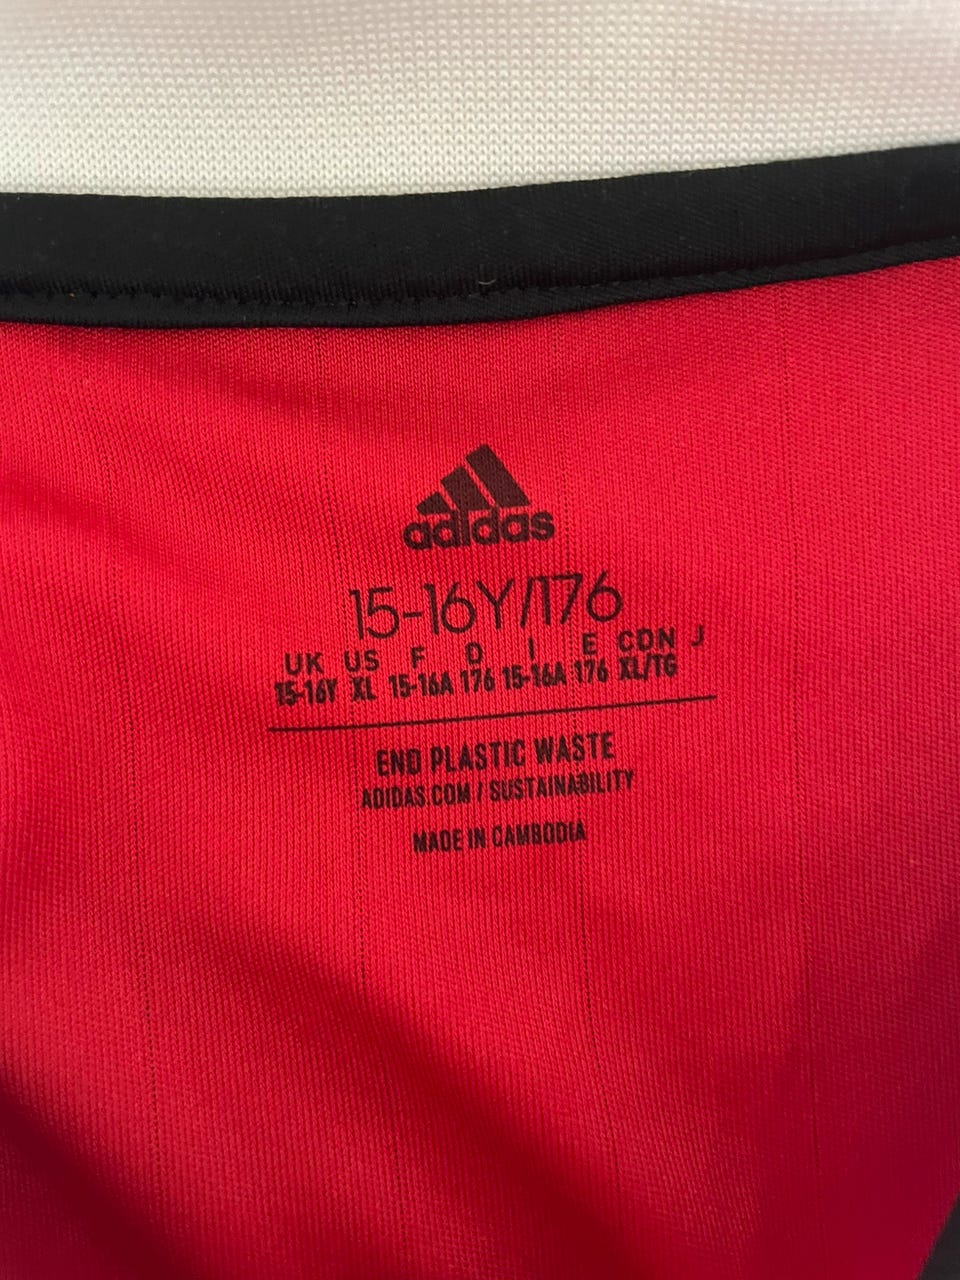 adidas
15-16Y/176
UK US F D I E CDN J
15-16Y XL 15-16A 176 15-16A 176 XL/TG
END PLASTIC WASTE
ADIDAS.COM / SUSTAINABILITY
MADE IN CAMBODIA